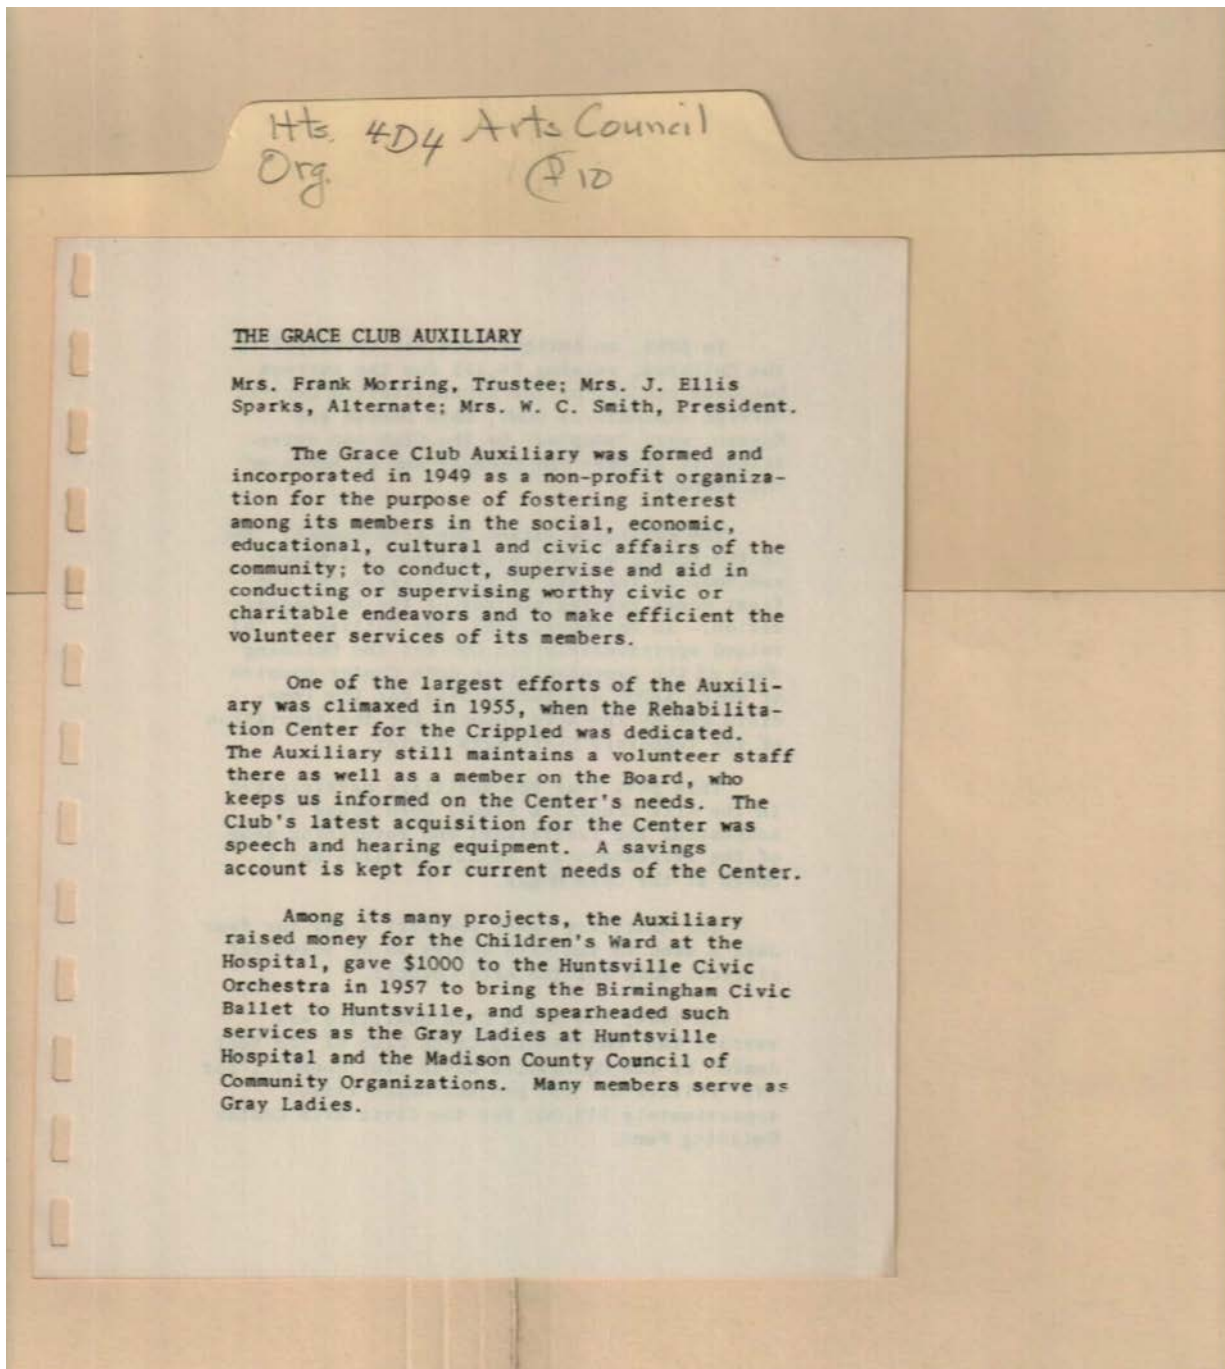 Hts. 4D4 Arts Council
Org. P 10
THE GRACE CLUB AUXILIARY
Mrs. Frank Morring, Trustee; Mrs. J. Ellis
Sparks, Alternate; Mrs. W. C. Smith, President.
The Grace Club Auxiliary was formed and
incorporated in 1949 as a non-profit organiza-
tion for the purpose of fostering interest
among its members in the social, economic,
educational, cultural and civic affairs of the
community; to conduct, supervise and aid in
conducting or supervising worthy civic or
charitable endeavors and to make efficient the
volunteer services of its members.
One of the largest efforts of the Auxili-
ary was climaxed in 1955, when the Rehabilita-
tion Center for the Crippled was dedicated.
The Auxiliary still maintains a volunteer staff
there as well as a member on the Board, who
keeps us informed on the Center's needs. The
Club's latest acquisition for the Center was
speech and hearing equipment. A savings
account is kept for current needs of the Center.
Among its many projects, the Auxiliary
raised money for the Children's Ward at the
Hospital, gave $1000 to the Huntsville Civic
Orchestra in 1957 to bring the Birmingham Civic
Ballet to Huntsville, and spearheaded such
services as the Gray Ladies at Huntsville
Hospital and the Madison County Council of
Community Organizations. Many members serve as
Gray Ladies.